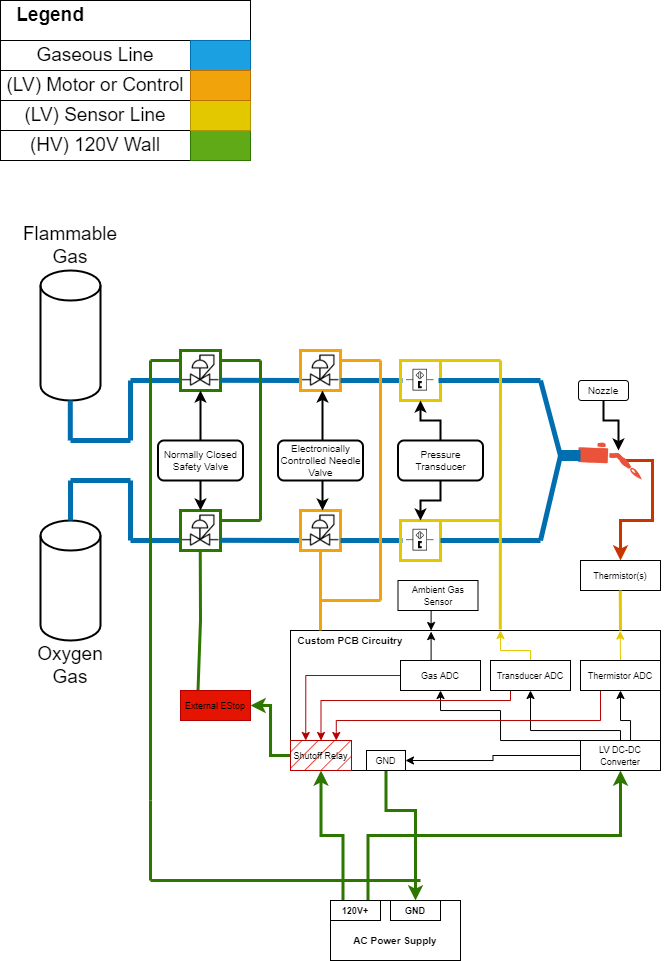 Legend
Gaseous Line
(LV) Motor or Control
(LV) Sensor Line
(HV) 120V Wall
Flammable
Gas
Nozzle
Normally Closed
Safety Valve
Electronically
Controlled Needle
Valve
Pressure
Transducer
Oxygen
Gas
Thermistor(s)
Ambient Gas
Sensor
Custom PCB Circuitry
Gas ADC
Transducer ADC
Thermistor ADC
External EStop
Shutoff Relay
GND
LV DC-DC
Converter
120V+
GND
AC Power Supply